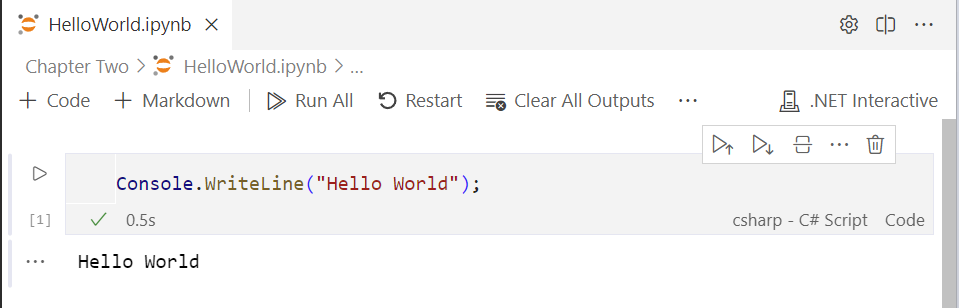 HelloWorld.ipynb
Chapter Two > HelloWorld.ipynb > ...
+ Code + Markdown Run All Restart Clear All Outputs ... .NET Interactive
Console.WriteLine("Hello World");
[1] 0.5s csharp - C# Script Code
Hello World